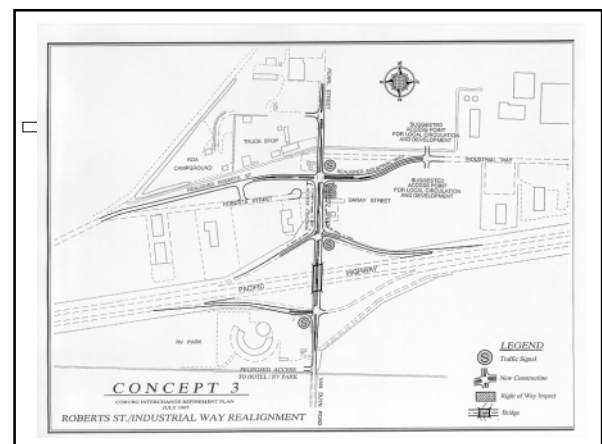 PEARL STREET
SUGGESTED
ACCESS POINT
FOR LOCAL CIRCULATION
AND DEVELOPMENT
TRUCK STOP
INDUSTRIAL WAY
KOA
CAMPGROUND
SUGGESTED
ACCESS POINT
FOR LOCAL CIRCULATION
AND DEVELOPMENT
ROBERTS STREET
DARAY STREET
PACIFIC
HIGHWAY
RV PARK
PROPOSED ACCESS
TO HOTEL / RV PARK
VAN DUYN ROAD
CONCEPT 3
COBURG INTERCHANGE REFINEMENT PLAN
JULY 1997
ROBERTS ST./INDUSTRIAL WAY REALIGNMENT
LEGEND
Traffic Signal
New Construction
Right of Way Impact
Bridge